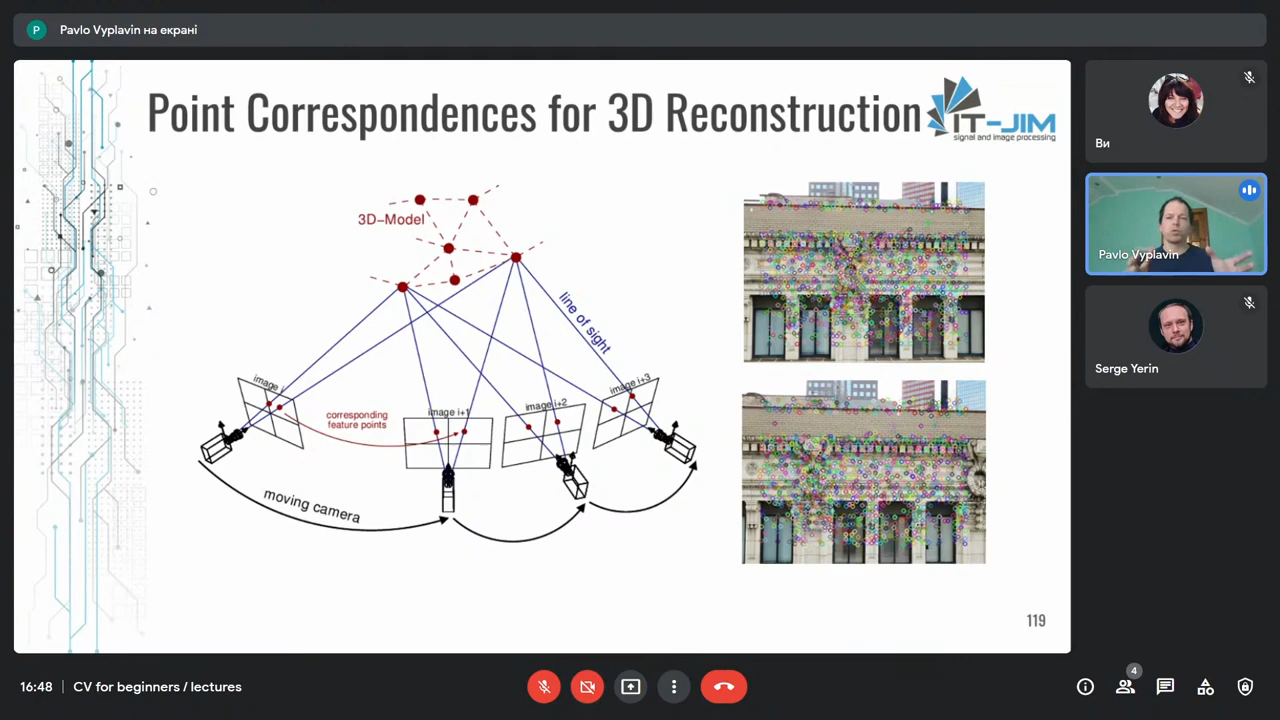 P
Pavlo Vyplavin на екрані
Point Correspondences for 3D Reconstruction
IT-JIM
signal and image processing
3D-Model
line of sight
image i
image i+1
image i+2
image i+3
corresponding
feature points
moving camera
119
Ви
Pavlo Vyplavin
Serge Yerin
16:48 | CV for beginners / lectures
4